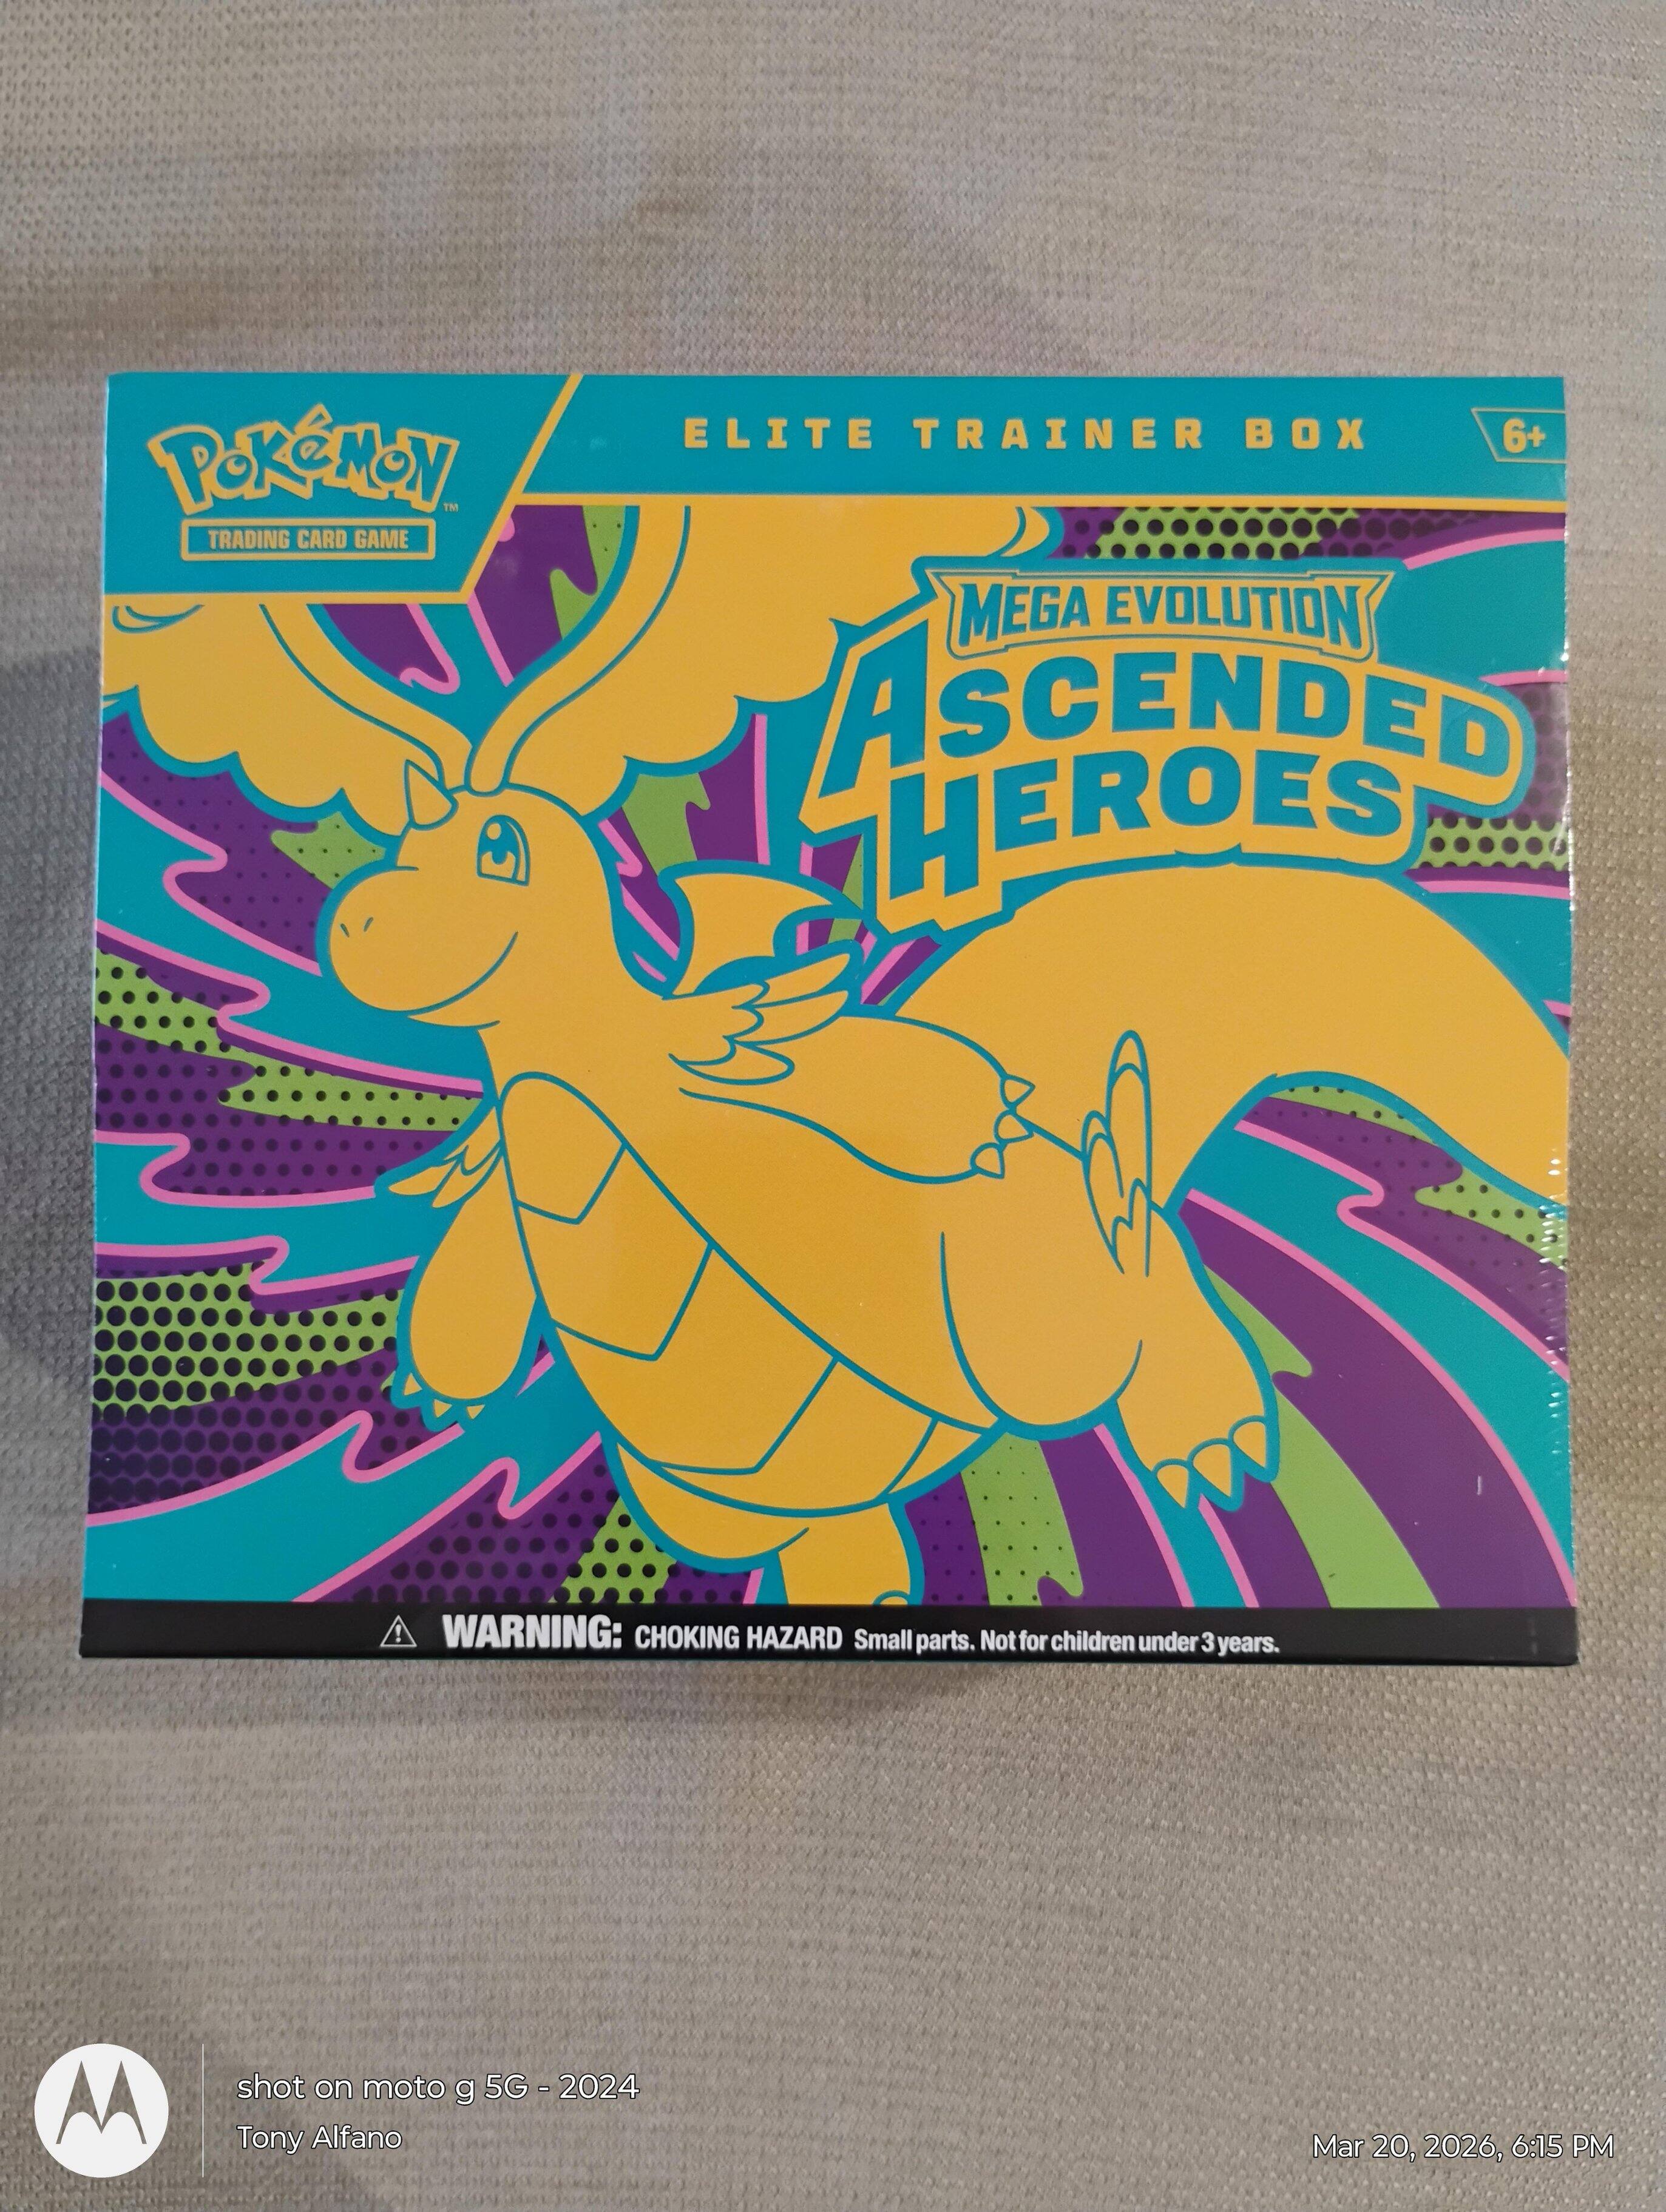 POKéMON™
TRADING CARD GAME
ELITE TRAINER BOX
6+
MEGA EVOLUTION
ASCENDED
HEROES
⚠ WARNING: CHOKING HAZARD Small parts. Not for children under 3 years.
shot on moto g 5G - 2024
Tony Alfano
Mar 20, 2026, 6:15 PM